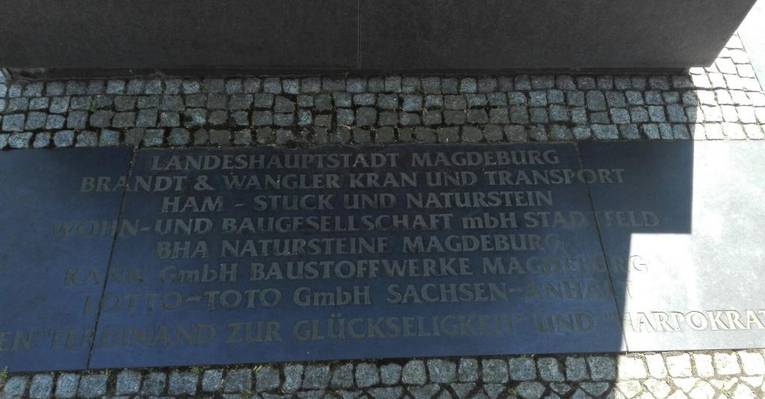 LANDESHAUPTSTADT MAGDEBURG
BRANDT & WANGLER KRAN UND TRANSPORT
HAM - STUCK UND NATURSTEIN
WOHN-UND BAUGESELLSCHAFT mbH STADTFELD
BHA NATURSTEINE MAGDEBURG
GmbH BAUSTOFFWERKE MAGDEBURG
LOTTO-TOTO GmbH SACHSEN-ANHALT
"FERDINAND ZUR GLÜCKSELIGKEIT" UND "HARPOKRAT